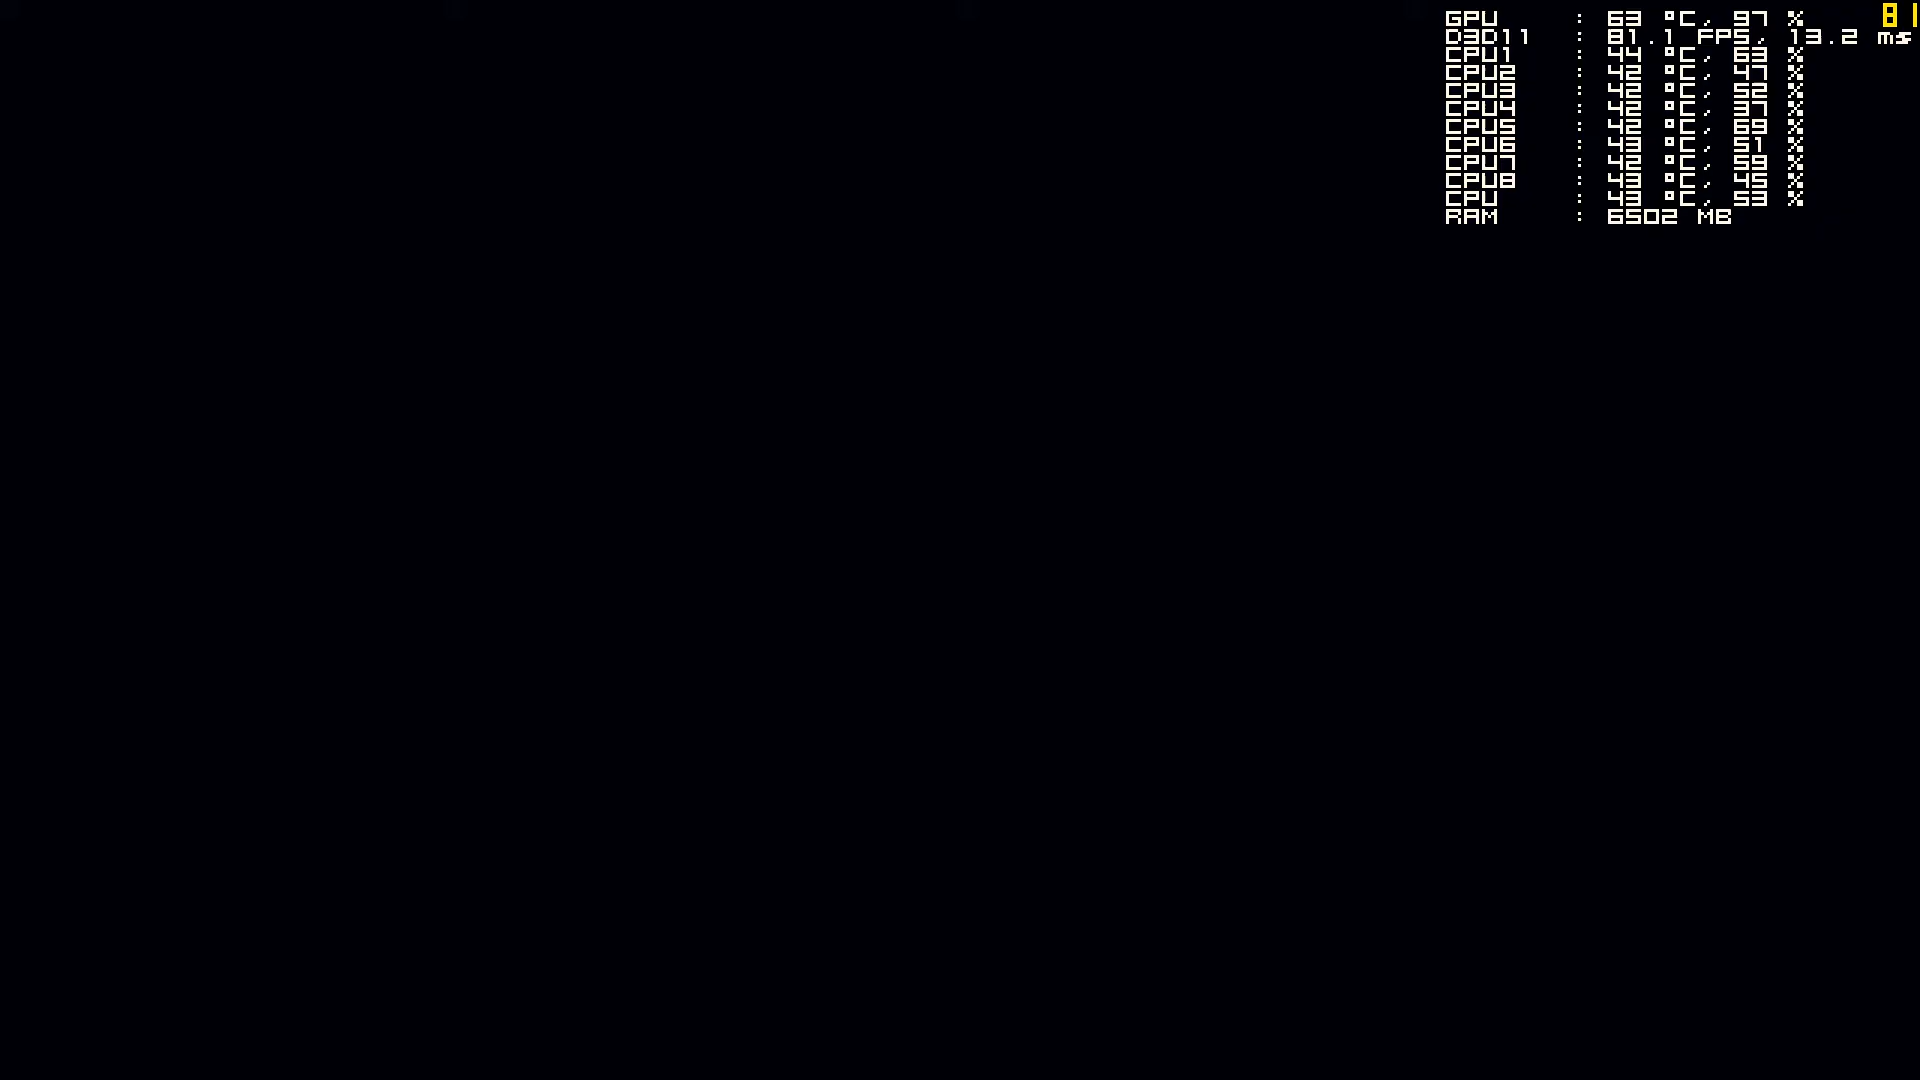 81
GPU : 63 °C, 97 %
D3D11 : 81.1 FPS, 13.2 ms
CPU1 : 44 °C, 63 %
CPU2 : 42 °C, 47 %
CPU3 : 42 °C, 52 %
CPU4 : 42 °C, 37 %
CPU5 : 42 °C, 69 %
CPU6 : 43 °C, 51 %
CPU7 : 42 °C, 59 %
CPU8 : 43 °C, 45 %
CPU : 43 °C, 53 %
RAM : 6502 MB